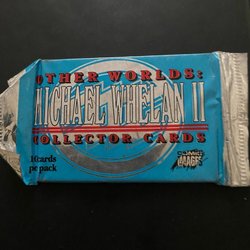 OTHER WORLDS:
MICHAEL WHELAN II
COLLECTOR CARDS
10 cards
per pack
IMAGES